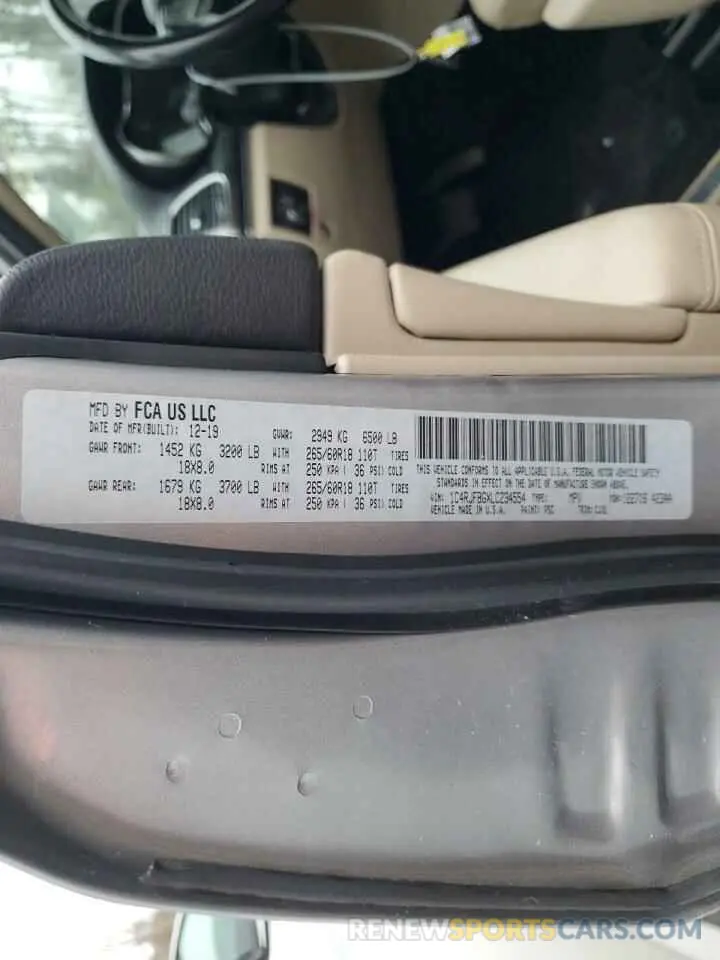 MFD BY FCA US LLC
DATE OF MFR(BUILT): 12-19 GVWR: 2949 KG 6500 LB
GAWR FRONT: 1452 KG 3200 LB WITH 265/60R18 110T TIRES
18X8.0 RIMS AT 250 KPA ( 36 PSI) COLD
GAWR REAR: 1679 KG 3700 LB WITH 265/60R18 110T TIRES
18X8.0 RIMS AT 250 KPA ( 36 PSI) COLD
THIS VEHICLE CONFORMS TO ALL APPLICABLE U.S.A. FEDERAL MOTOR VEHICLE SAFETY
STANDARDS IN EFFECT ON THE DATE OF MANUFACTURE SHOWN ABOVE.
VIN: 1C4RJFBGXLC294554 TYPE: MPV
VEHICLE MADE IN U.S.A. PAINT: PSC TRIM:
RENEWSPORTSCARS.COM